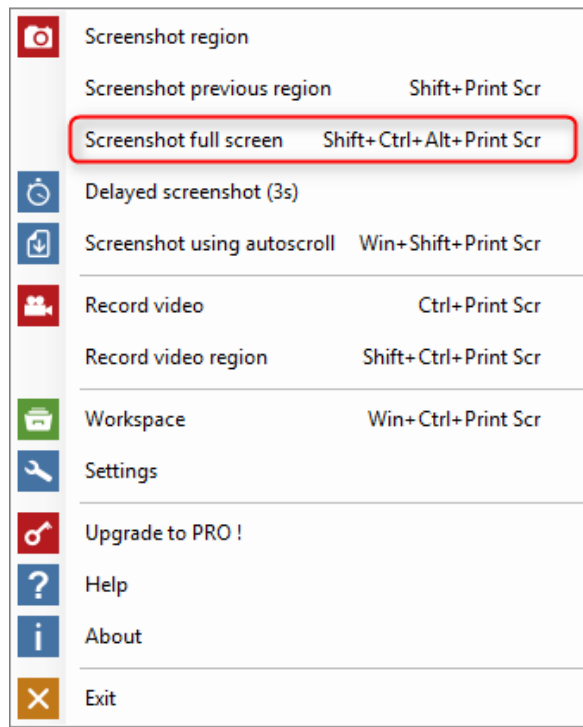 Screenshot region
Screenshot previous region Shift+Print Scr
Screenshot full screen Shift+Ctrl+Alt+Print Scr
Delayed screenshot (3s)
Screenshot using autoscroll Win+Shift+Print Scr
Record video Ctrl+Print Scr
Record video region Shift+Ctrl+Print Scr
Workspace Win+Ctrl+Print Scr
Settings
Upgrade to PRO !
? Help
i About
Exit